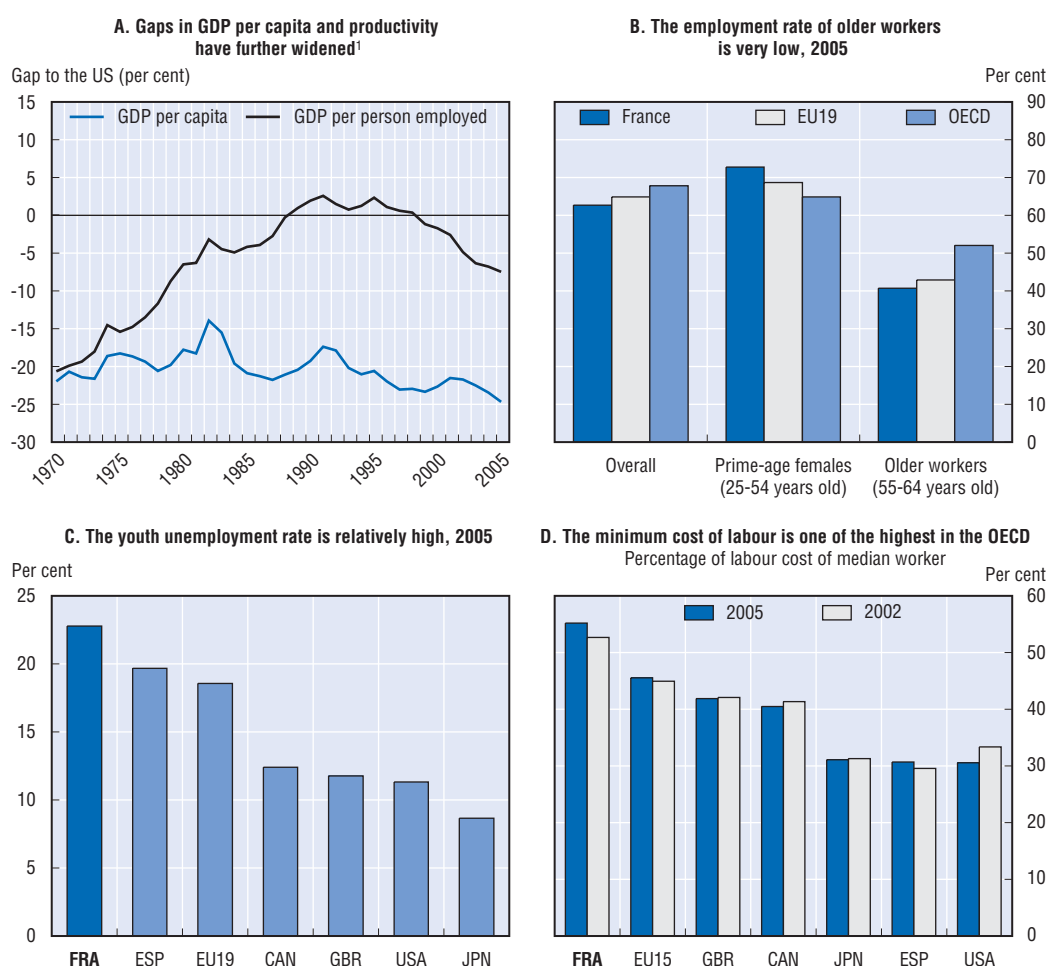 A. Gaps in GDP per capita and productivity
have further widened¹
Gap to the US (per cent)
GDP per capita
GDP per person employed
15
10
5
0
-5
-10
-15
-20
-25
-30
1970
1975
1980
1985
1990
1995
2000
2005
B. The employment rate of older workers
is very low, 2005
Per cent
France
EU19
OECD
90
80
70
60
50
40
30
20
10
0
Overall
Prime-age females
(25-54 years old)
Older workers
(55-64 years old)
C. The youth unemployment rate is relatively high, 2005
Per cent
25
20
15
10
5
0
FRA
ESP
EU19
CAN
GBR
USA
JPN
D. The minimum cost of labour is one of the highest in the OECD
Percentage of labour cost of median worker
Per cent
2005
2002
60
50
40
30
20
10
0
FRA
EU15
GBR
CAN
JPN
ESP
USA